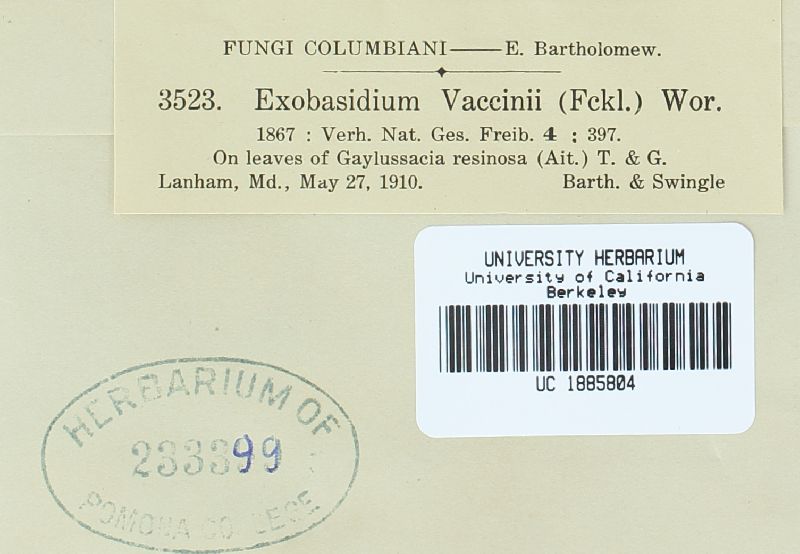 FUNGI COLUMBIANI—E. Bartholomew.
3523. Exobasidium Vaccinii (Fckl.) Wor.
1867 : Verh. Nat. Ges. Freib. 4 : 397.
On leaves of Gaylussacia resinosa (Ait.) T. & G.
Lanham, Md., May 27, 1910. Barth. & Swingle
UNIVERSITY HERBARIUM
University of California
Berkeley
UC 1885804
HERBARIUM OF
233399
POMONA COLLEGE